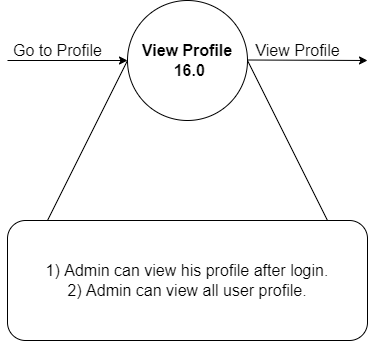 Go to Profile
View Profile
16.0
View Profile
1) Admin can view his profile after login.
2) Admin can view all user profile.